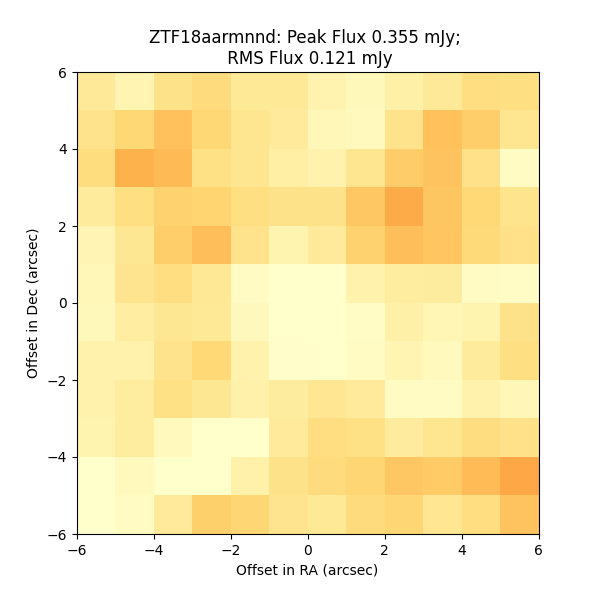 ZTF18aarmnnd: Peak Flux 0.355 mJy;
RMS Flux 0.121 mJy
6
4
2
0
−2
−4
−6
Offset in Dec (arcsec)
−6 −4 −2 0 2 4 6
Offset in RA (arcsec)